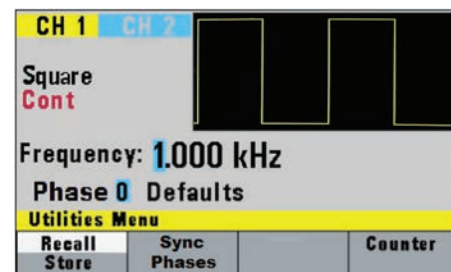 CH 1 CH 2
Square
Cont
Frequency: 1.000 kHz
Phase 0 Defaults
Utilities Menu
Recall Sync Counter
Store Phases